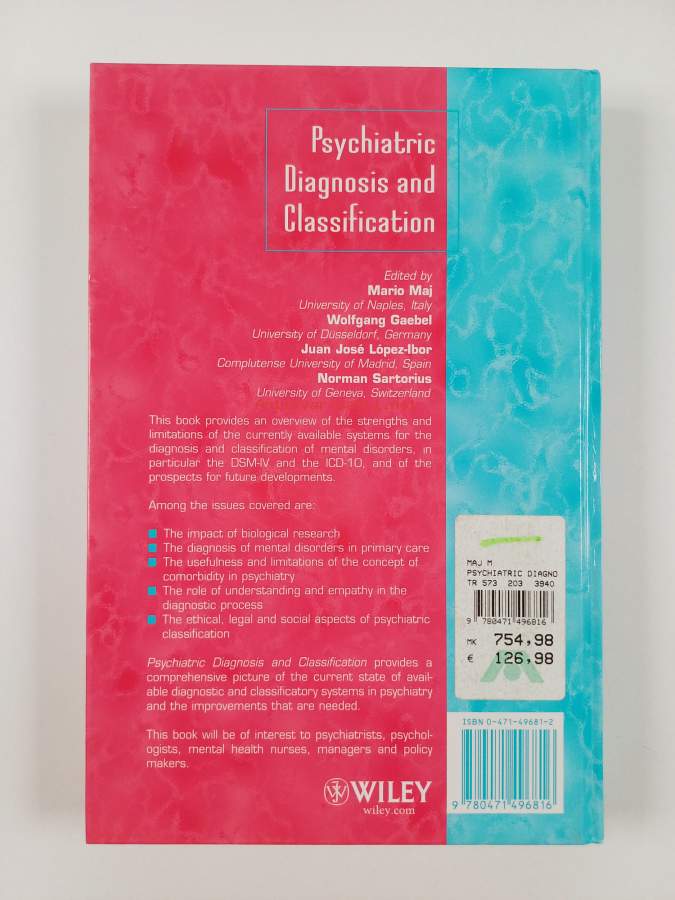 Psychiatric
Diagnosis and
Classification
Edited by
Mario Maj
University of Naples, Italy
Wolfgang Gaebel
University of Düsseldorf, Germany
Juan José López-Ibor
Complutense University of Madrid, Spain
Norman Sartorius
University of Geneva, Switzerland
This book provides an overview of the strengths and
limitations of the currently available systems for the
diagnosis and classification of mental disorders, in
particular the DSM-IV and the ICD-10, and of the
prospects for future developments.
Among the issues covered are:
■ The impact of biological research
■ The diagnosis of mental disorders in primary care
■ The usefulness and limitations of the concept of
comorbidity in psychiatry
■ The role of understanding and empathy in the
diagnostic process
■ The ethical, legal and social aspects of psychiatric
classification
Psychiatric Diagnosis and Classification provides a
comprehensive picture of the current state of avail-
able diagnostic and classificatory systems in psychiatry
and the improvements that are needed.
This book will be of interest to psychiatrists, psychol-
ogists, mental health nurses, managers and policy
makers.
WILEY
wiley.com
MAJ M
PSYCHIATRIC DIAGNO
TR 573 203 3940
9 780471 496816
MK 754,98
€ 126,98
ISBN 0-471-49681-2
9 780471 496816